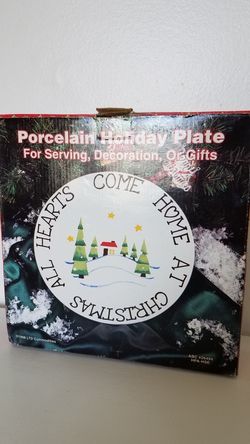 Porcelain Holiday Plate
For Serving, Decoration, Or Gifts
ALL HEARTS COME HOME AT CHRISTMAS